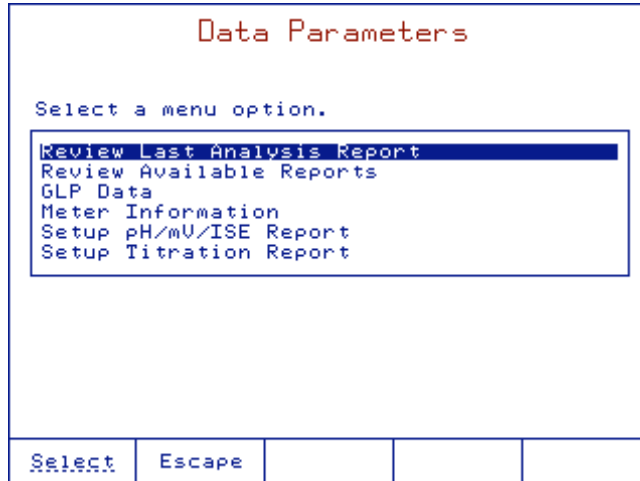 Data Parameters
Select a menu option.
Review Last Analysis Report
Review Available Reports
GLP Data
Meter Information
Setup pH/mV/ISE Report
Setup Titration Report
Select Escape